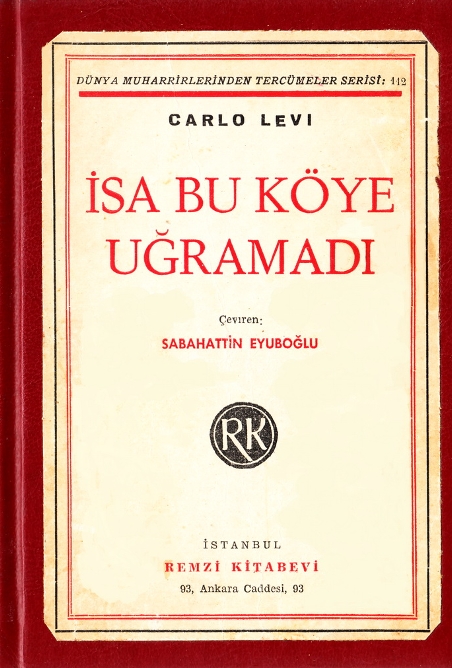 DÜNYA MUHARRİRLERİNDEN TERCÜMELER SERİSİ: 112
CARLO LEVI
İSA BU KÖYE
UĞRAMADI
Çeviren:
SABAHATTİN EYUBOĞLU
RK
İSTANBUL
REMZİ KİTABEVİ
93, Ankara Caddesi, 93